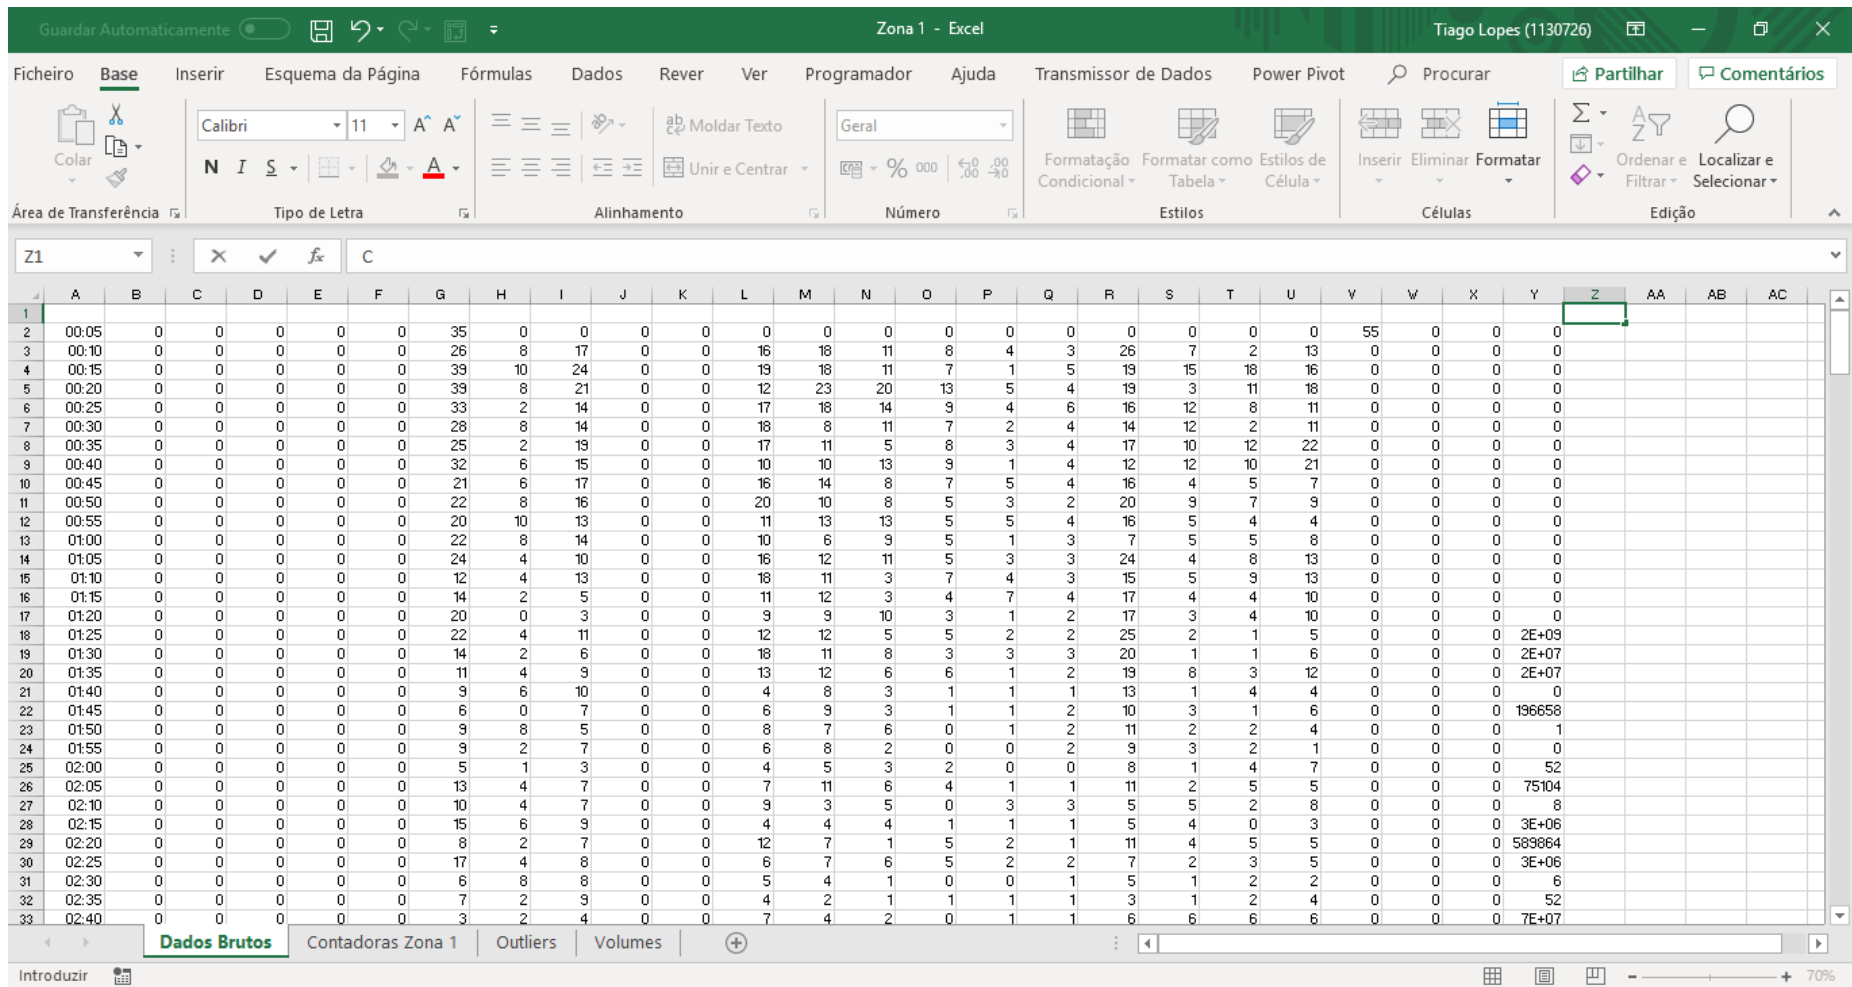 Guardar Automaticamente Zona 1 - Excel Tiago Lopes (1130726)
Ficheiro Base Inserir Esquema da Página Fórmulas Dados Rever Ver Programador Ajuda Transmissor de Dados Power Pivot Procurar Partilhar Comentários
Calibri 11 A A Moldar Texto Geral
Colar N I S A Unir e Centrar % 000 Formatação Condicional Formatar como Tabela Estilos de Célula Inserir Eliminar Formatar Ordenar e Filtrar Localizar e Selecionar
Área de Transferência Tipo de Letra Alinhamento Número Estilos Células Edição
Z1 fx C
A B C D E F G H I J K L M N O P Q R S T U V W X Y Z AA AB AC
1
2 00:05 0 0 0 0 0 35 0 0 0 0 0 0 0 0 0 0 0 0 0 0 55 0 0 0
3 00:10 0 0 0 0 0 26 8 17 0 0 16 18 11 8 4 3 26 7 2 13 0 0 0 0
4 00:15 0 0 0 0 0 39 10 24 0 0 19 18 11 7 1 5 19 15 18 16 0 0 0 0
5 00:20 0 0 0 0 0 39 8 21 0 0 12 23 20 13 5 4 19 3 11 18 0 0 0 0
6 00:25 0 0 0 0 0 33 2 14 0 0 17 18 14 9 4 6 16 12 8 11 0 0 0 0
7 00:30 0 0 0 0 0 28 8 14 0 0 18 8 11 7 2 4 14 12 2 11 0 0 0 0
8 00:35 0 0 0 0 0 25 2 19 0 0 17 11 5 8 3 4 17 10 12 22 0 0 0 0
9 00:40 0 0 0 0 0 32 6 15 0 0 10 10 13 9 1 4 12 12 10 21 0 0 0 0
10 00:45 0 0 0 0 0 21 6 17 0 0 16 14 8 7 5 4 16 4 5 7 0 0 0 0
11 00:50 0 0 0 0 0 22 8 16 0 0 20 10 8 5 3 2 20 9 7 9 0 0 0 0
12 00:55 0 0 0 0 0 20 10 13 0 0 11 13 13 5 5 4 16 5 4 4 0 0 0 0
13 01:00 0 0 0 0 0 22 8 14 0 0 10 6 9 5 1 3 7 5 5 8 0 0 0 0
14 01:05 0 0 0 0 0 24 4 10 0 0 16 12 11 5 3 3 24 4 8 13 0 0 0 0
15 01:10 0 0 0 0 0 12 4 13 0 0 18 11 3 7 4 3 15 5 9 13 0 0 0 0
16 01:15 0 0 0 0 0 14 2 5 0 0 11 12 3 4 7 4 17 4 4 10 0 0 0 0
17 01:20 0 0 0 0 0 20 0 3 0 0 9 9 10 3 1 2 17 3 4 10 0 0 0 0
18 01:25 0 0 0 0 0 22 4 11 0 0 12 12 5 5 2 2 25 2 1 5 0 0 0 2E+09
19 01:30 0 0 0 0 0 14 2 6 0 0 18 11 8 3 3 3 20 1 1 6 0 0 0 2E+07
20 01:35 0 0 0 0 0 11 4 9 0 0 13 12 6 6 1 2 19 8 3 12 0 0 0 2E+07
21 01:40 0 0 0 0 0 9 6 10 0 0 4 8 3 1 1 1 13 1 4 4 0 0 0 0
22 01:45 0 0 0 0 0 6 0 7 0 0 6 9 3 1 1 2 10 3 1 6 0 0 0 196658
23 01:50 0 0 0 0 0 9 8 5 0 0 8 7 6 0 1 2 11 2 2 4 0 0 0 1
24 01:55 0 0 0 0 0 9 2 7 0 0 6 8 2 0 0 2 9 3 2 1 0 0 0 0
25 02:00 0 0 0 0 0 5 1 3 0 0 4 5 3 2 0 0 8 1 4 7 0 0 0 52
26 02:05 0 0 0 0 0 13 4 7 0 0 7 11 6 4 1 1 11 2 5 5 0 0 0 75104
27 02:10 0 0 0 0 0 10 4 7 0 0 9 3 5 0 3 3 5 5 2 8 0 0 0 8
28 02:15 0 0 0 0 0 15 6 9 0 0 4 4 4 1 1 1 5 4 0 3 0 0 0 3E+06
29 02:20 0 0 0 0 0 8 2 7 0 0 12 7 1 5 2 1 11 4 5 5 0 0 0 589864
30 02:25 0 0 0 0 0 17 4 8 0 0 6 7 6 5 2 2 7 2 3 5 0 0 0 3E+06
31 02:30 0 0 0 0 0 6 8 8 0 0 5 4 1 0 0 1 5 1 2 2 0 0 0 6
32 02:35 0 0 0 0 0 7 2 9 0 0 4 2 1 1 1 1 3 1 2 4 0 0 0 52
33 02:40 0 0 0 0 0 3 2 4 0 0 7 4 2 0 1 1 6 6 6 6 0 0 0 7E+07
Dados Brutos Contadoras Zona 1 Outliers Volumes
Introduzir 70%